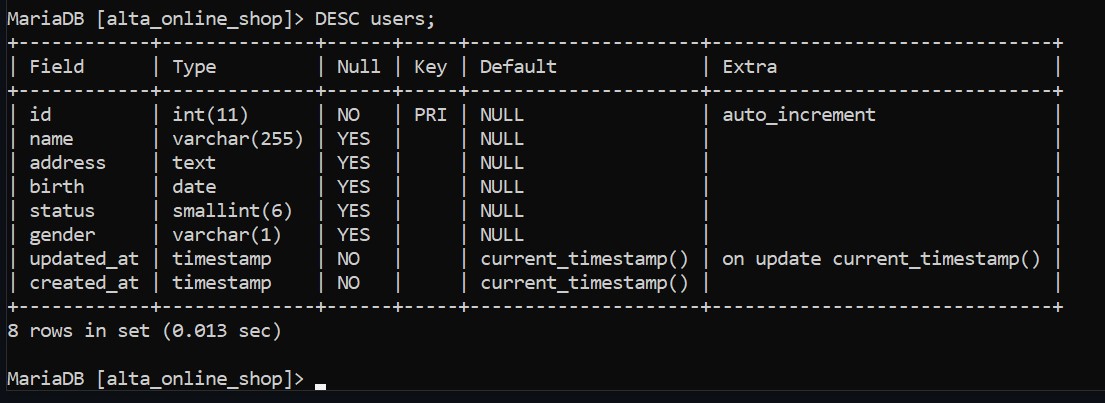 MariaDB [alta_online_shop]> DESC users;
+------------+--------------+------+-----+---------------------+-------------------------------+
| Field      | Type         | Null | Key | Default             | Extra                         |
+------------+--------------+------+-----+---------------------+-------------------------------+
| id         | int(11)      | NO   | PRI | NULL                | auto_increment                |
| name       | varchar(255) | YES  |     | NULL                |                               |
| address    | text         | YES  |     | NULL                |                               |
| birth      | date         | YES  |     | NULL                |                               |
| status     | smallint(6)  | YES  |     | NULL                |                               |
| gender     | varchar(1)   | YES  |     | NULL                |                               |
| updated_at | timestamp    | NO   |     | current_timestamp() | on update current_timestamp() |
| created_at | timestamp    | NO   |     | current_timestamp() |                               |
+------------+--------------+------+-----+---------------------+-------------------------------+
8 rows in set (0.013 sec)
MariaDB [alta_online_shop]>